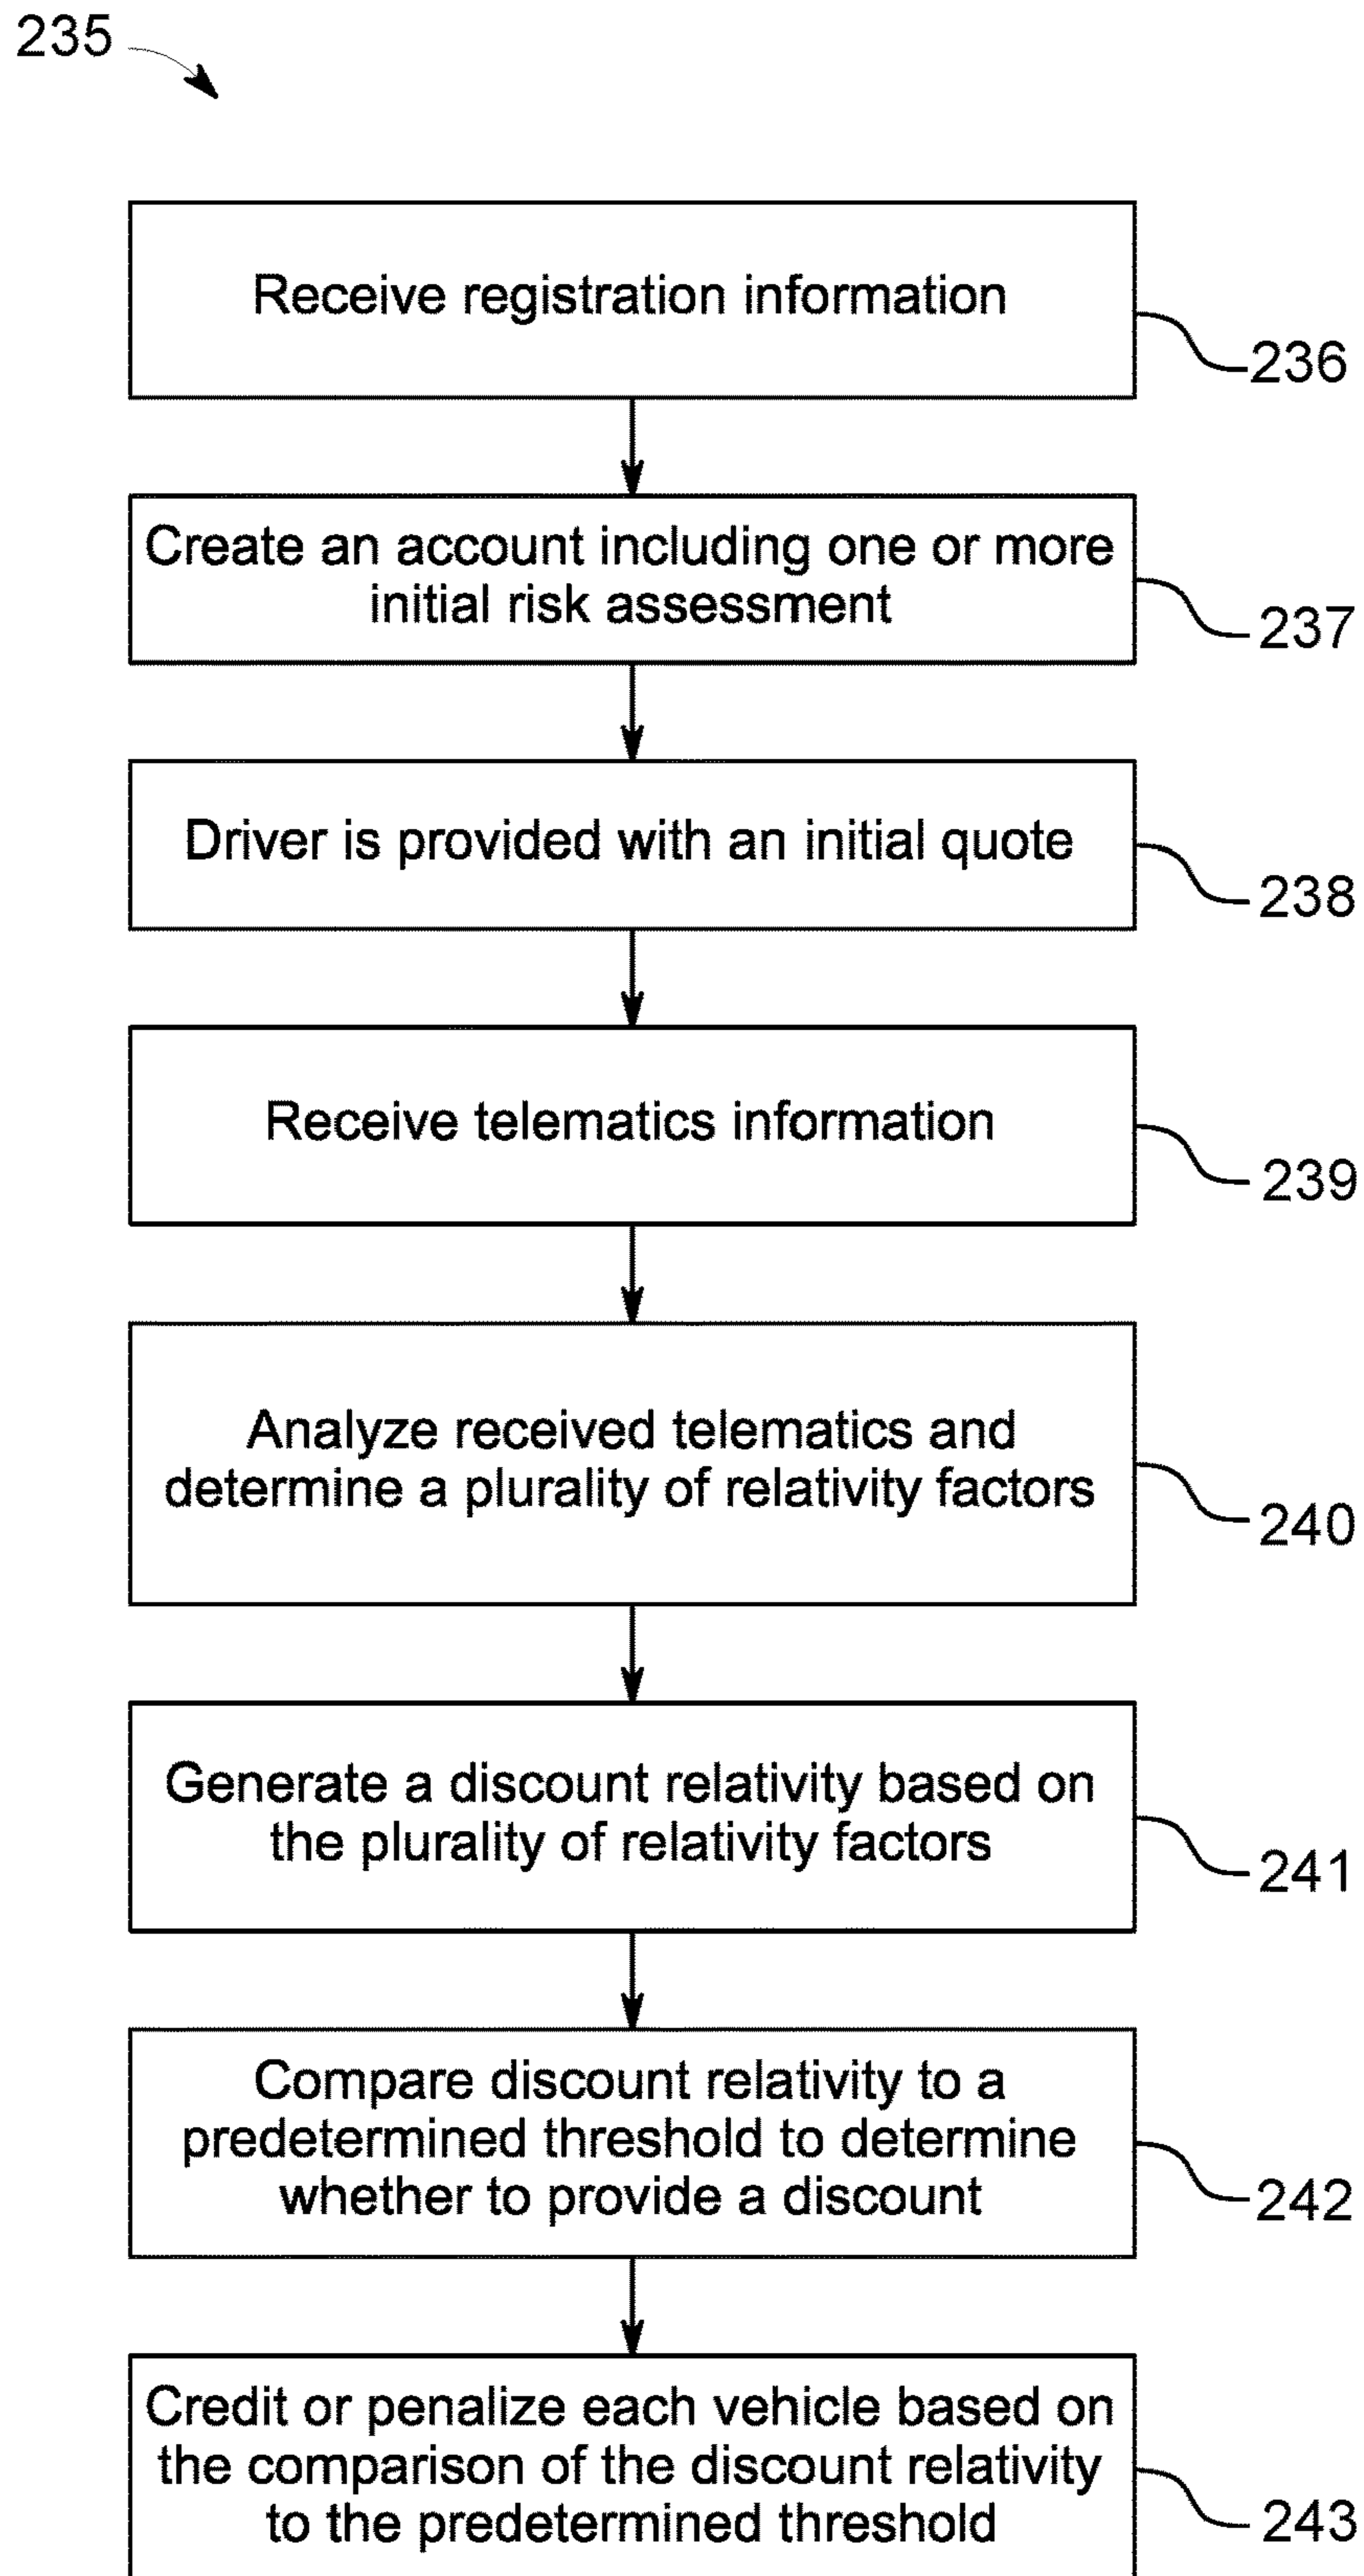 235
Receive registration information
236
Create an account including one or more
initial risk assessment
237
Driver is provided with an initial quote
238
Receive telematics information
239
Analyze received telematics and
determine a plurality of relativity factors
240
Generate a discount relativity based on
the plurality of relativity factors
241
Compare discount relativity to a
predetermined threshold to determine
whether to provide a discount
242
Credit or penalize each vehicle based on
the comparison of the discount relativity
to the predetermined threshold
243